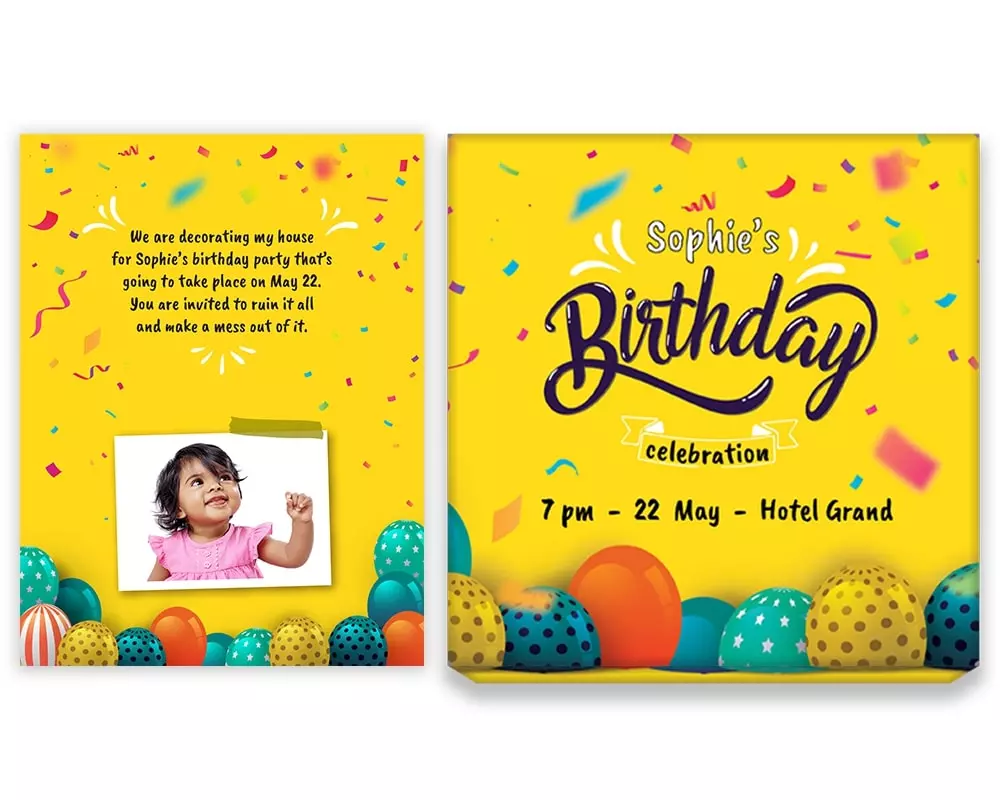 We are decorating my house
for Sophie's birthday party that's
going to take place on May 22.
You are invited to ruin it all
and make a mess out of it.
Sophie's
Birthday
celebration
7 pm - 22 May - Hotel Grand